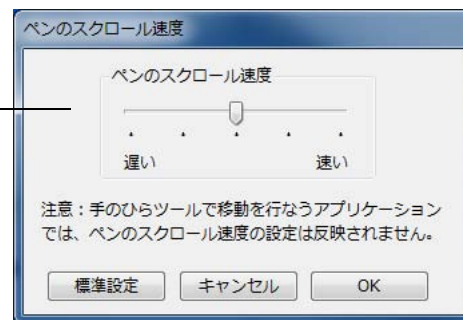 ペンのスクロール速度
ペンのスクロール速度
遅い 速い
注意：手のひらツールで移動を行なうアプリケーション
では、ペンのスクロール速度の設定は反映されません。
標準設定 キャンセル OK